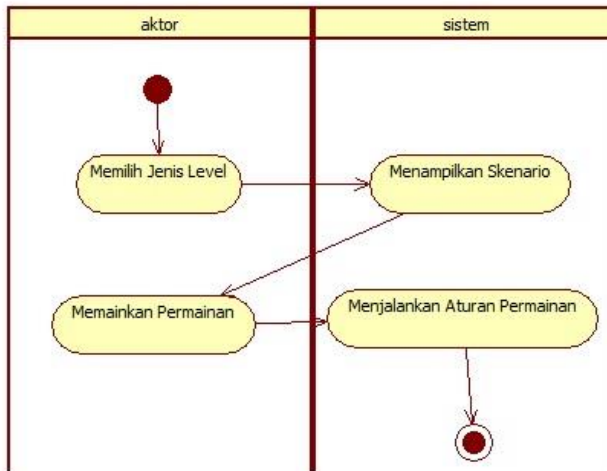 aktor
sistem
Memilih Jenis Level
Menampilkan Skenario
Memainkan Permainan
Menjalankan Aturan Permainan